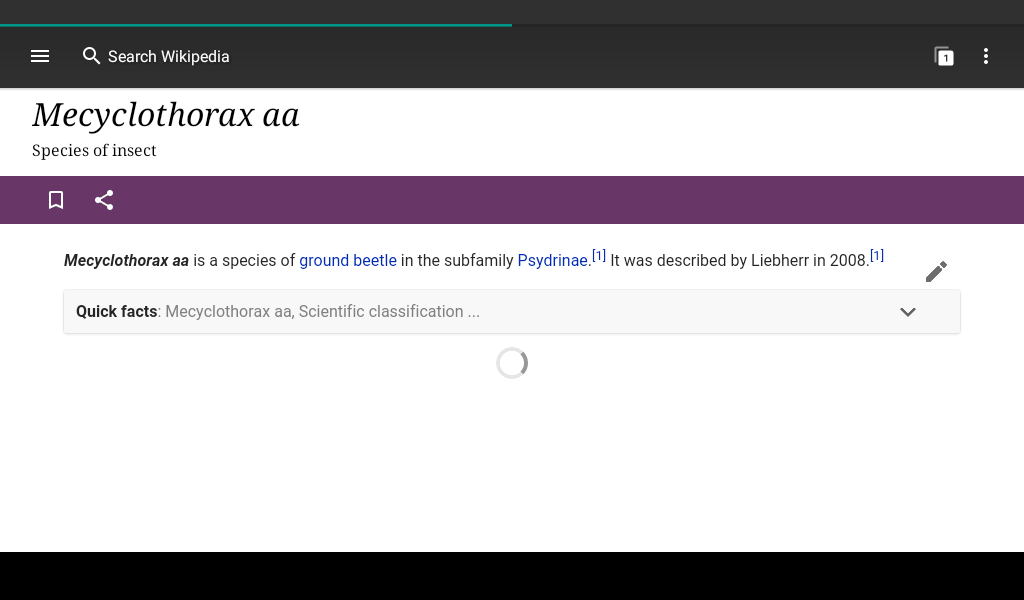 Search Wikipedia
1
Mecyclothorax aa
Species of insect
Mecyclothorax aa is a species of ground beetle in the subfamily Psydrinae.[1] It was described by Liebherr in 2008.[1]
Quick facts: Mecyclothorax aa, Scientific classification ...